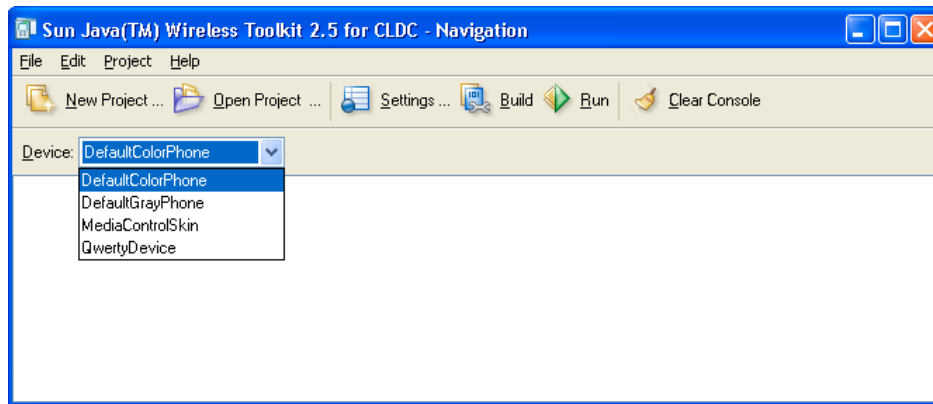 Sun Java(TM) Wireless Toolkit 2.5 for CLDC - Navigation
File Edit Project Help
New Project ... Open Project ... Settings ... Build Run Clear Console
Device: DefaultColorPhone
DefaultColorPhone
DefaultGrayPhone
MediaControlSkin
QwertyDevice